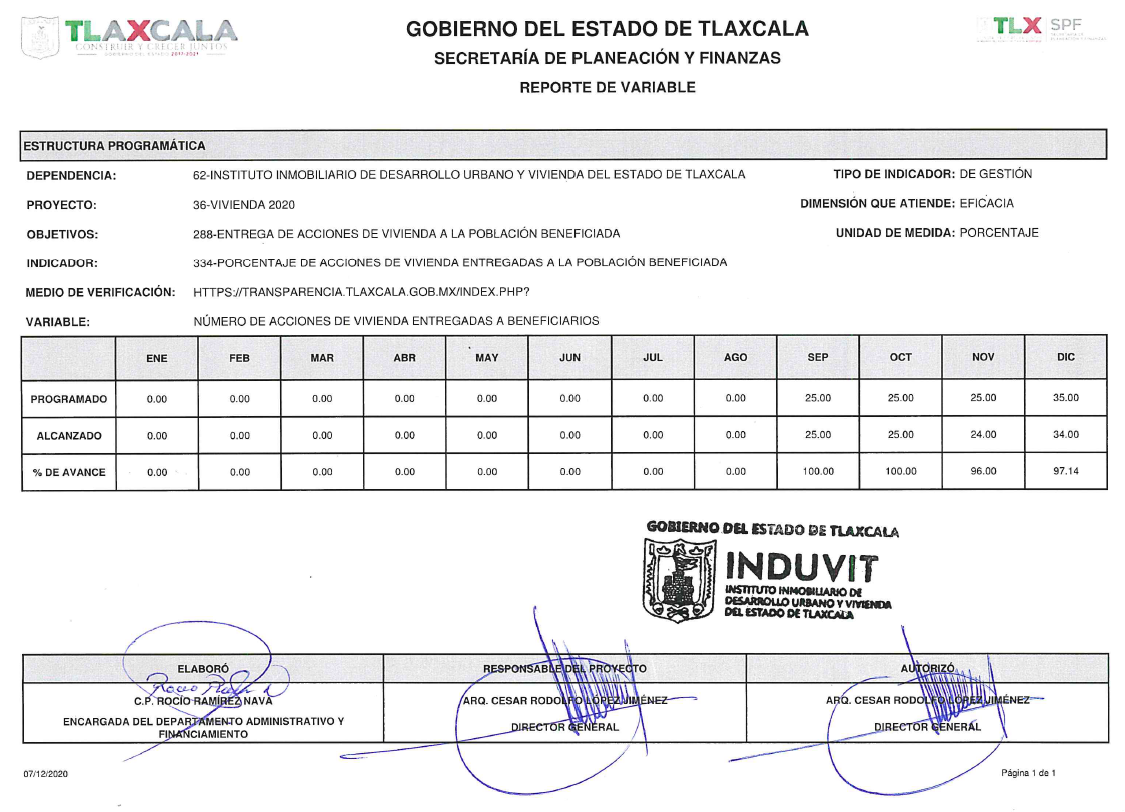 TLAXCALA
CONSTRUIR Y CRECER JUNTOS
GOBIERNO DEL ESTADO 2017-2021
GOBIERNO DEL ESTADO DE TLAXCALA
SECRETARÍA DE PLANEACIÓN Y FINANZAS
REPORTE DE VARIABLE
TLX SPF
ESTRUCTURA PROGRAMÁTICA
DEPENDENCIA: 62-INSTITUTO INMOBILIARIO DE DESARROLLO URBANO Y VIVIENDA DEL ESTADO DE TLAXCALA TIPO DE INDICADOR: DE GESTIÓN
PROYECTO: 36-VIVIENDA 2020 DIMENSIÓN QUE ATIENDE: EFICACIA
OBJETIVOS: 288-ENTREGA DE ACCIONES DE VIVIENDA A LA POBLACIÓN BENEFICIADA UNIDAD DE MEDIDA: PORCENTAJE
INDICADOR: 334-PORCENTAJE DE ACCIONES DE VIVIENDA ENTREGADAS A LA POBLACIÓN BENEFICIADA
MEDIO DE VERIFICACIÓN: HTTPS://TRANSPARENCIA.TLAXCALA.GOB.MX/INDEX.PHP?
VARIABLE: NÚMERO DE ACCIONES DE VIVIENDA ENTREGADAS A BENEFICIARIOS
ENE FEB MAR ABR MAY JUN JUL AGO SEP OCT NOV DIC
PROGRAMADO 0.00 0.00 0.00 0.00 0.00 0.00 0.00 0.00 25.00 25.00 25.00 35.00
ALCANZADO 0.00 0.00 0.00 0.00 0.00 0.00 0.00 0.00 25.00 25.00 24.00 34.00
% DE AVANCE 0.00 0.00 0.00 0.00 0.00 0.00 0.00 0.00 100.00 100.00 96.00 97.14
GOBIERNO DEL ESTADO DE TLAXCALA
INDUVIT
INSTITUTO INMOBILIARIO DE
DESARROLLO URBANO Y VIVIENDA
DEL ESTADO DE TLAXCALA
ELABORÓ RESPONSABLE DEL PROYECTO AUTORIZÓ
C.P. ROCÍO RAMÍREZ NAVA ARQ. CESAR RODOLFO LÓPEZ JIMÉNEZ ARQ. CESAR RODOLFO LÓPEZ JIMÉNEZ
ENCARGADA DEL DEPARTAMENTO ADMINISTRATIVO Y FINANCIAMIENTO DIRECTOR GENERAL DIRECTOR GENERAL
07/12/2020 Página 1 de 1